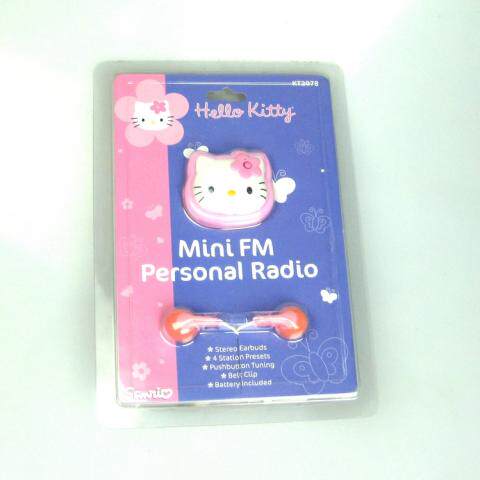 KT2078
Hello Kitty
Mini FM
Personal Radio
★ Stereo Earbuds
★ 4 Station Presets
★ Pushbutton Tuning
★ Belt Clip
★ Battery Included
Sanrio